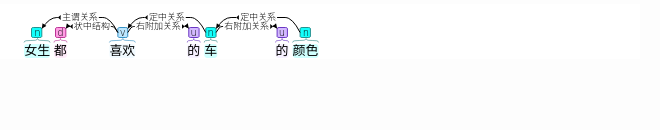 主谓关系 定中关系 定中关系
状中结构 右附加关系 右附加关系
n d v u n u n
女生 都 喜欢 的 车 的 颜色